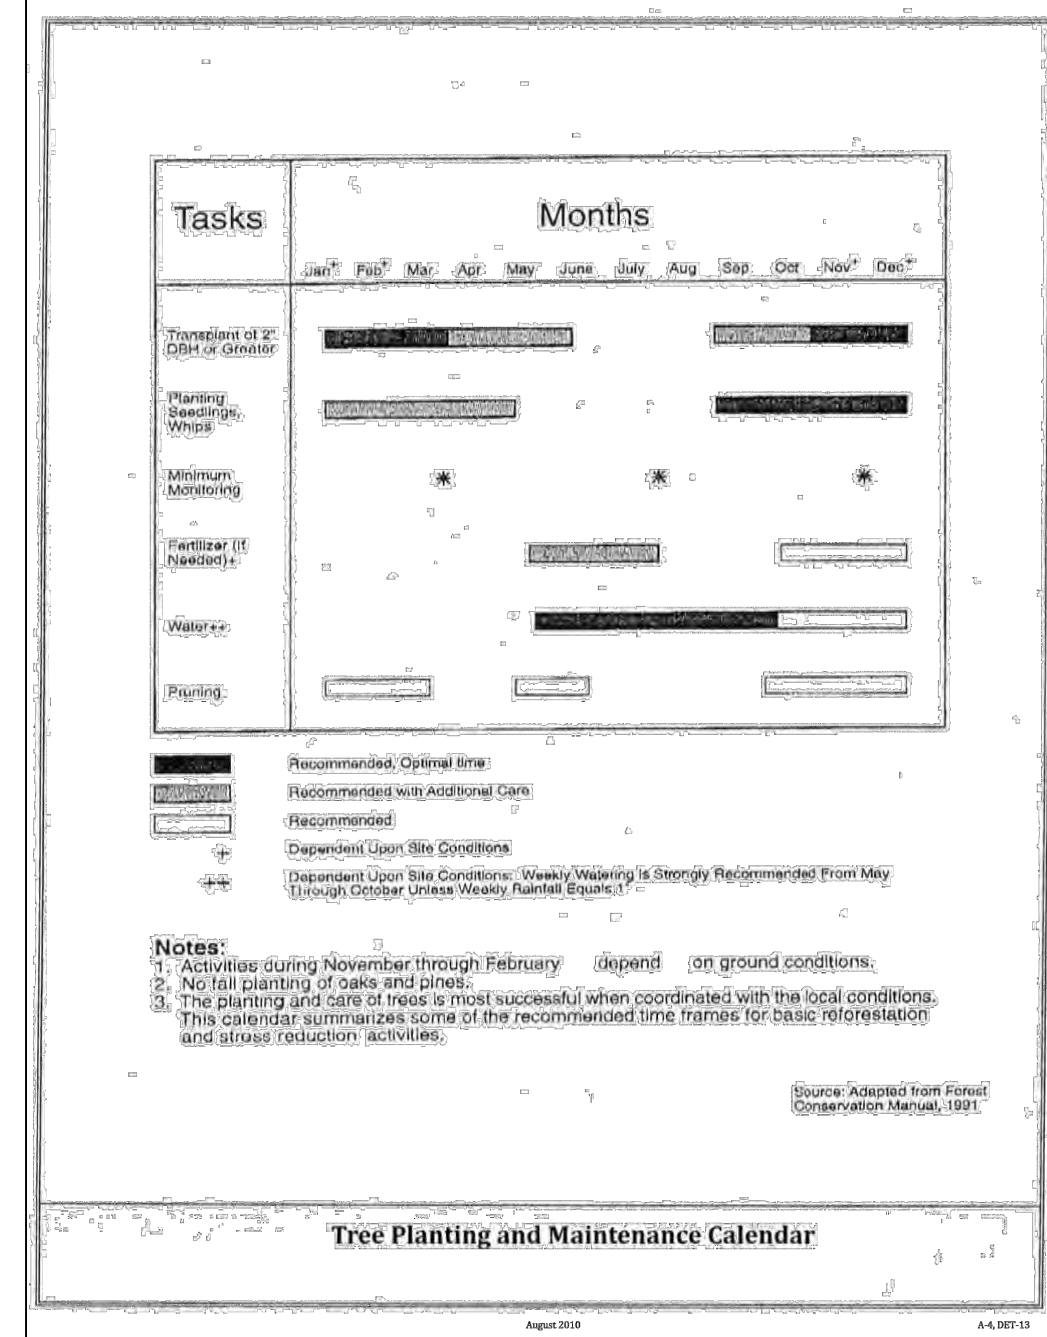 Tasks
Months
Jan+ Feb+ Mar Apr May June July Aug Sep Oct Nov+ Dec+
Transplant of 2"
DBH or Greater
Planting
Seedlings,
Whips
Minimum
Monitoring
Fertilizer (If
Needed)+
Water++
Pruning
Recommended, Optimal time
Recommended with Additional Care
Recommended
+ Dependent Upon Site Conditions
++ Dependent Upon Site Conditions: Weekly Watering Is Strongly Recommended From May
Through October Unless Weekly Rainfall Equals 1"
Notes:
1. Activities during November through February depend on ground conditions.
2. No fall planting of oaks and pines.
3. The planting and care of trees is most successful when coordinated with the local conditions.
This calendar summarizes some of the recommended time frames for basic reforestation
and stress reduction activities.
Source: Adapted from Forest
Conservation Manual, 1991
Tree Planting and Maintenance Calendar
August 2010
A-4, DET-13